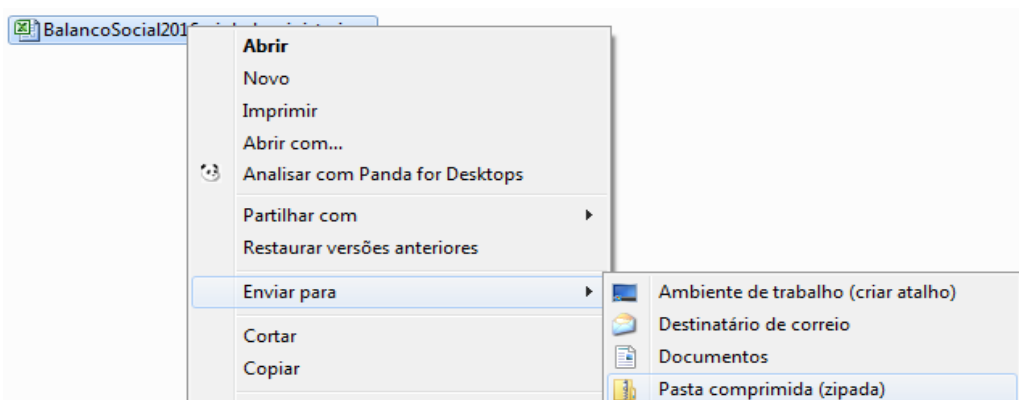 BalancoSocial201
Abrir
Novo
Imprimir
Abrir com...
Analisar com Panda for Desktops
Partilhar com
Restaurar versões anteriores
Enviar para
Cortar
Copiar
Ambiente de trabalho (criar atalho)
Destinatário de correio
Documentos
Pasta comprimida (zipada)